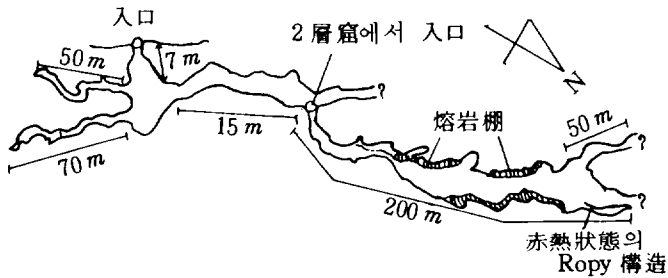 入口
2層窟에서 入口
50 m
7 m
N
?
熔岩棚
50 m
?
15 m
70 m
200 m
?
赤熱狀態의
Ropy 構造